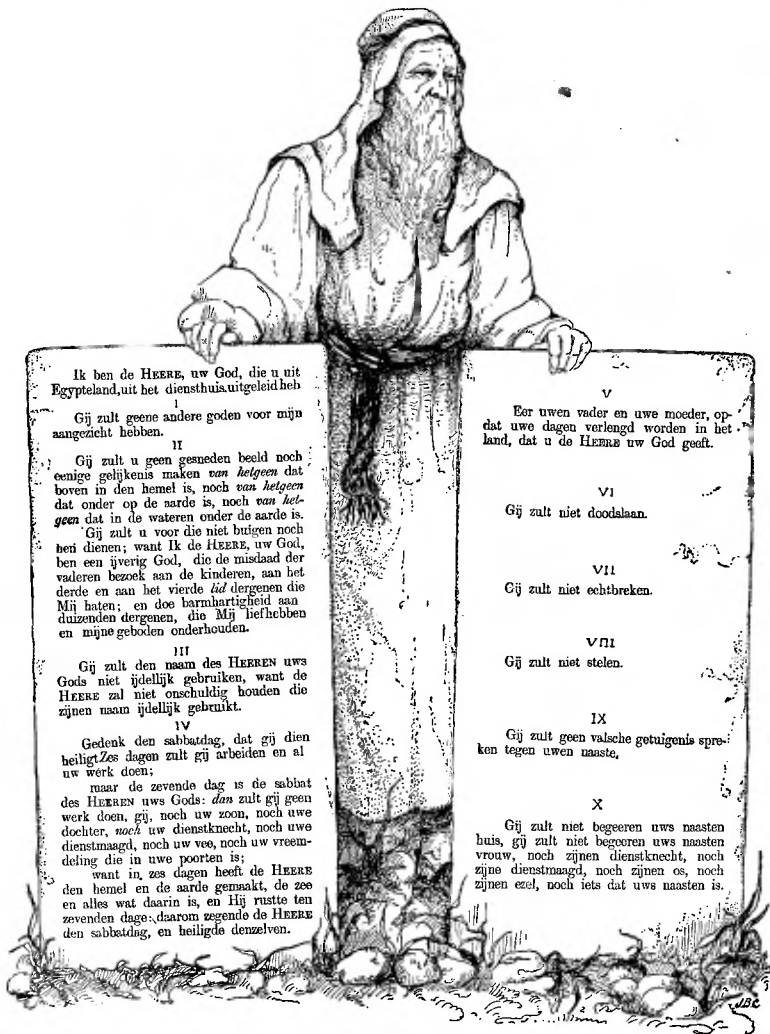 Ik ben de HEERE, uw God, die u uit
Egypteland,uit het diensthuis.uitgeleid heb
I
Gij zult geene andere goden voor mijn
aangezicht hebben.
II
Gij zult u geen gesneden beeld noch
eenige gelijkenis maken van hetgeen dat
boven in den hemel is, noch van hetgeen
dat onder op de aarde is, noch van het-
geen dat in de wateren onder de aarde is.
Gij zult u voor die niet buigen noch
hen dienen; want Ik de HEERE, uw God,
ben een ijverig God, die de misdaad der
vaderen bezoek aan de kinderen, aan het
derde en aan het vierde lid dergenen die
Mij haten; en doe barmhartigheid aan
duizenden dergenen, die Mij liefhebben
en mijne geboden onderhouden.
III
Gij zult den naam des HEEREN uws
Gods niet ijdellijk gebruiken, want de
HEERE zal niet onschuldig houden die
zijnen naam ijdellijk gebruikt.
IV
Gedenk den sabbatdag, dat gij dien
heiligt.Zes dagen zult gij arbeiden en al
uw werk doen;
maar de zevende dag is de sabbat
des HEEREN uws Gods: dan zult gij geen
werk doen, gij, noch uw zoon, noch uwe
dochter, noch uw dienstknecht, noch uwe
dienstmaagd, noch uw vee, noch uw vreem-
deling die in uwe poorten is;
want in zes dagen heeft de HEERE
den hemel en de aarde gemaakt, de zee
en alles wat daarin is, en Hij rustte ten
zevenden dage: daarom zegende de HEERE
den sabbatdag, en heiligde denzelven.
V
Eer uwen vader en uwe moeder, op-
dat uwe dagen verlengd worden in het
land, dat u de HEERE uw God geeft.
VI
Gij zult niet doodslaan.
VII
Gij zult niet echtbreken.
VIII
Gij zult niet stelen.
IX
Gij zult geen valsche getuigenis spre-
ken tegen uwen naaste.
X
Gij zult niet begeeren uws naasten
huis, gij zult niet begeeren uws naasten
vrouw, noch zijnen dienstknecht, noch
zijne dienstmaagd, noch zijnen os, noch
zijnen ezel, noch iets dat uws naasten is.